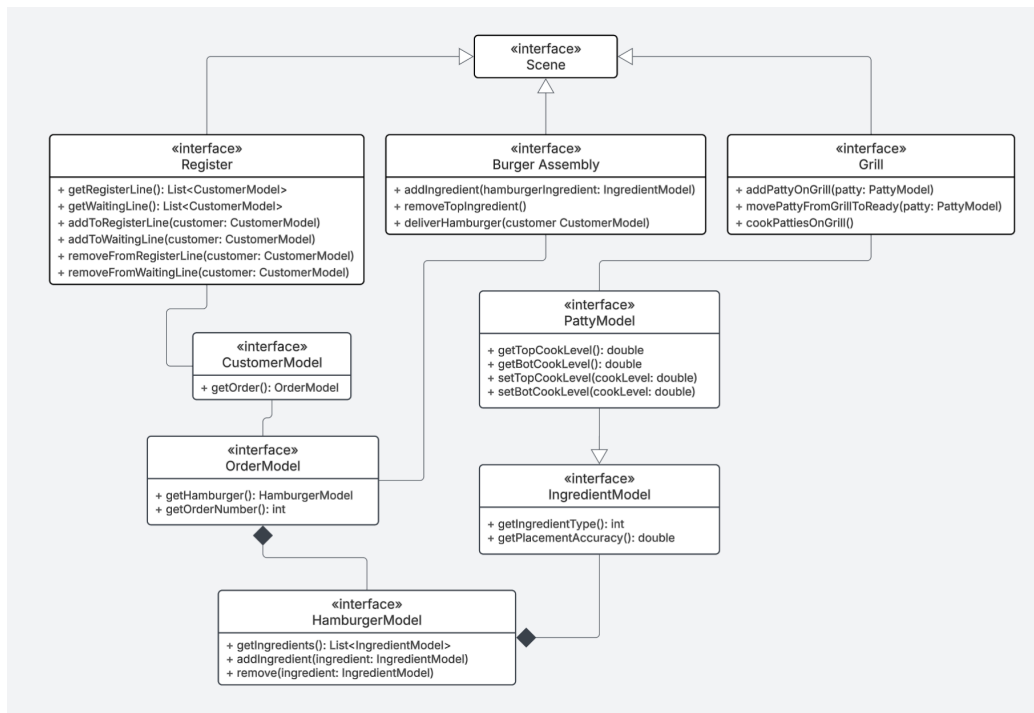 «interface»
Scene
«interface»
Register
+ getRegisterLine(): List<CustomerModel>
+ getWaitingLine(): List<CustomerModel>
+ addToRegisterLine(customer: CustomerModel)
+ addToWaitingLine(customer: CustomerModel)
+ removeFromRegisterLine(customer: CustomerModel)
+ removeFromWaitingLine(customer: CustomerModel)
«interface»
Burger Assembly
+ addIngredient(hamburgerIngredient: IngredientModel)
+ removeTopIngredient()
+ deliverHamburger(customer CustomerModel)
«interface»
Grill
+ addPattyOnGrill(patty: PattyModel)
+ movePattyFromGrillToReady(patty: PattyModel)
+ cookPattiesOnGrill()
«interface»
PattyModel
+ getTopCookLevel(): double
+ getBotCookLevel(): double
+ setTopCookLevel(cookLevel: double)
+ setBotCookLevel(cookLevel: double)
«interface»
CustomerModel
+ getOrder(): OrderModel
«interface»
OrderModel
+ getHamburger(): HamburgerModel
+ getOrderNumber(): int
«interface»
IngredientModel
+ getIngredientType(): int
+ getPlacementAccuracy(): double
«interface»
HamburgerModel
+ getIngredients(): List<IngredientModel>
+ addIngredient(ingredient: IngredientModel)
+ remove(ingredient: IngredientModel)